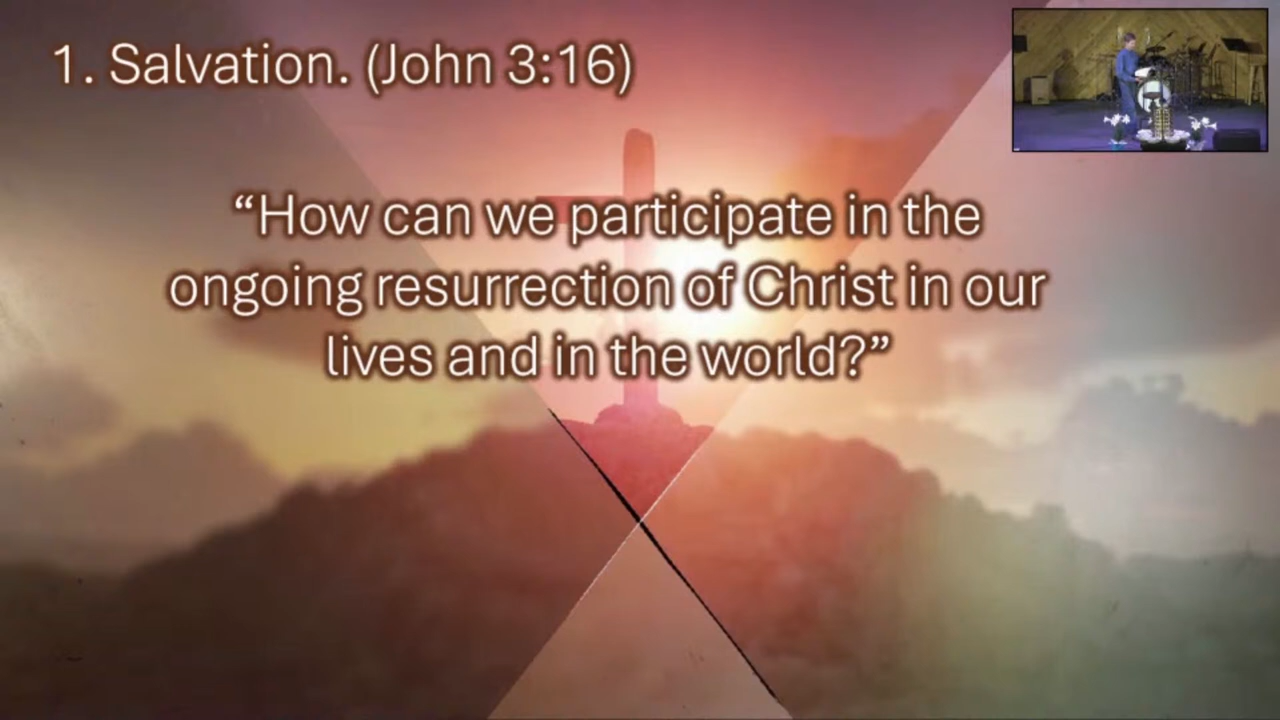 1. Salvation. (John 3:16)
“How can we participate in the
ongoing resurrection of Christ in our
lives and in the world?”